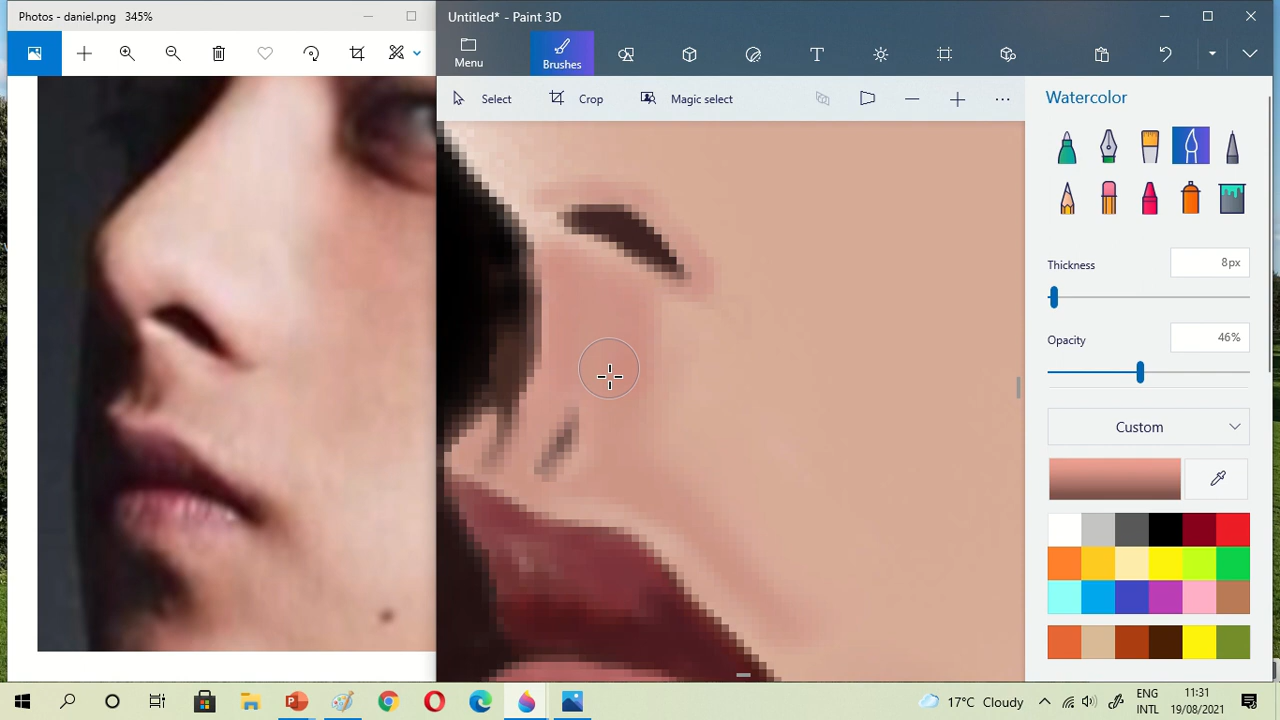 Photos - daniel.png 345%
Untitled* - Paint 3D
Menu
Brushes
Select
Crop
Magic select
Watercolor
Thickness
8px
Opacity
46%
Custom
17°C Cloudy
ENG
INTL
11:31
19/08/2021